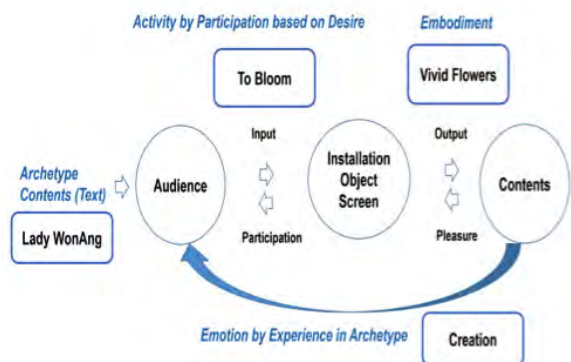 Activity by Participation based on Desire
Embodiment
To Bloom
Vivid Flowers
Input
Output
Archetype
Contents (Text)
Audience
Installation
Object
Screen
Contents
Lady WonAng
Participation
Pleasure
Emotion by Experience in Archetype
Creation